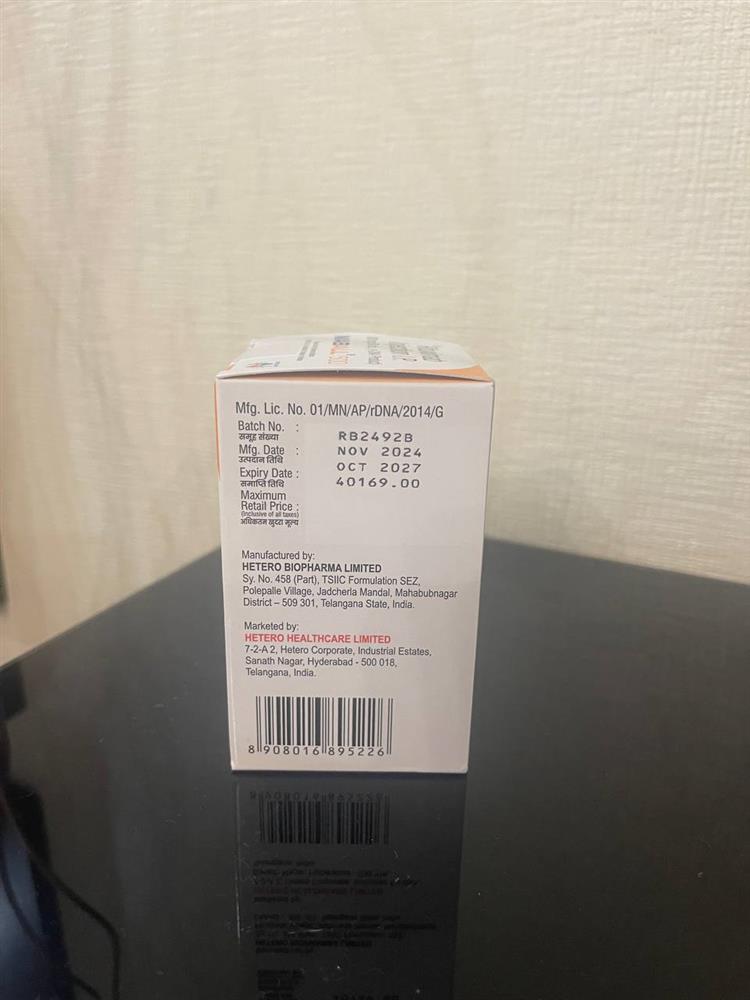 Mfg. Lic. No. 01/MN/AP/rDNA/2014/G
Batch No. :
समूह संख्या
RB2492B
Mfg. Date :
उत्पादन तिथि
NOV 2024
Expiry Date :
समाप्ति तिथि
OCT 2027
Maximum
Retail Price :
(Inclusive of all taxes)
अधिकतम खुदरा मूल्य
40169.00
Manufactured by:
HETERO BIOPHARMA LIMITED
Sy. No. 458 (Part), TSIIC Formulation SEZ,
Polepalle Village, Jadcherla Mandal, Mahabubnagar
District – 509 301, Telangana State, India.
Marketed by:
HETERO HEALTHCARE LIMITED
7-2-A 2, Hetero Corporate, Industrial Estates,
Sanath Nagar, Hyderabad - 500 018,
Telangana, India.
8 908016 895226